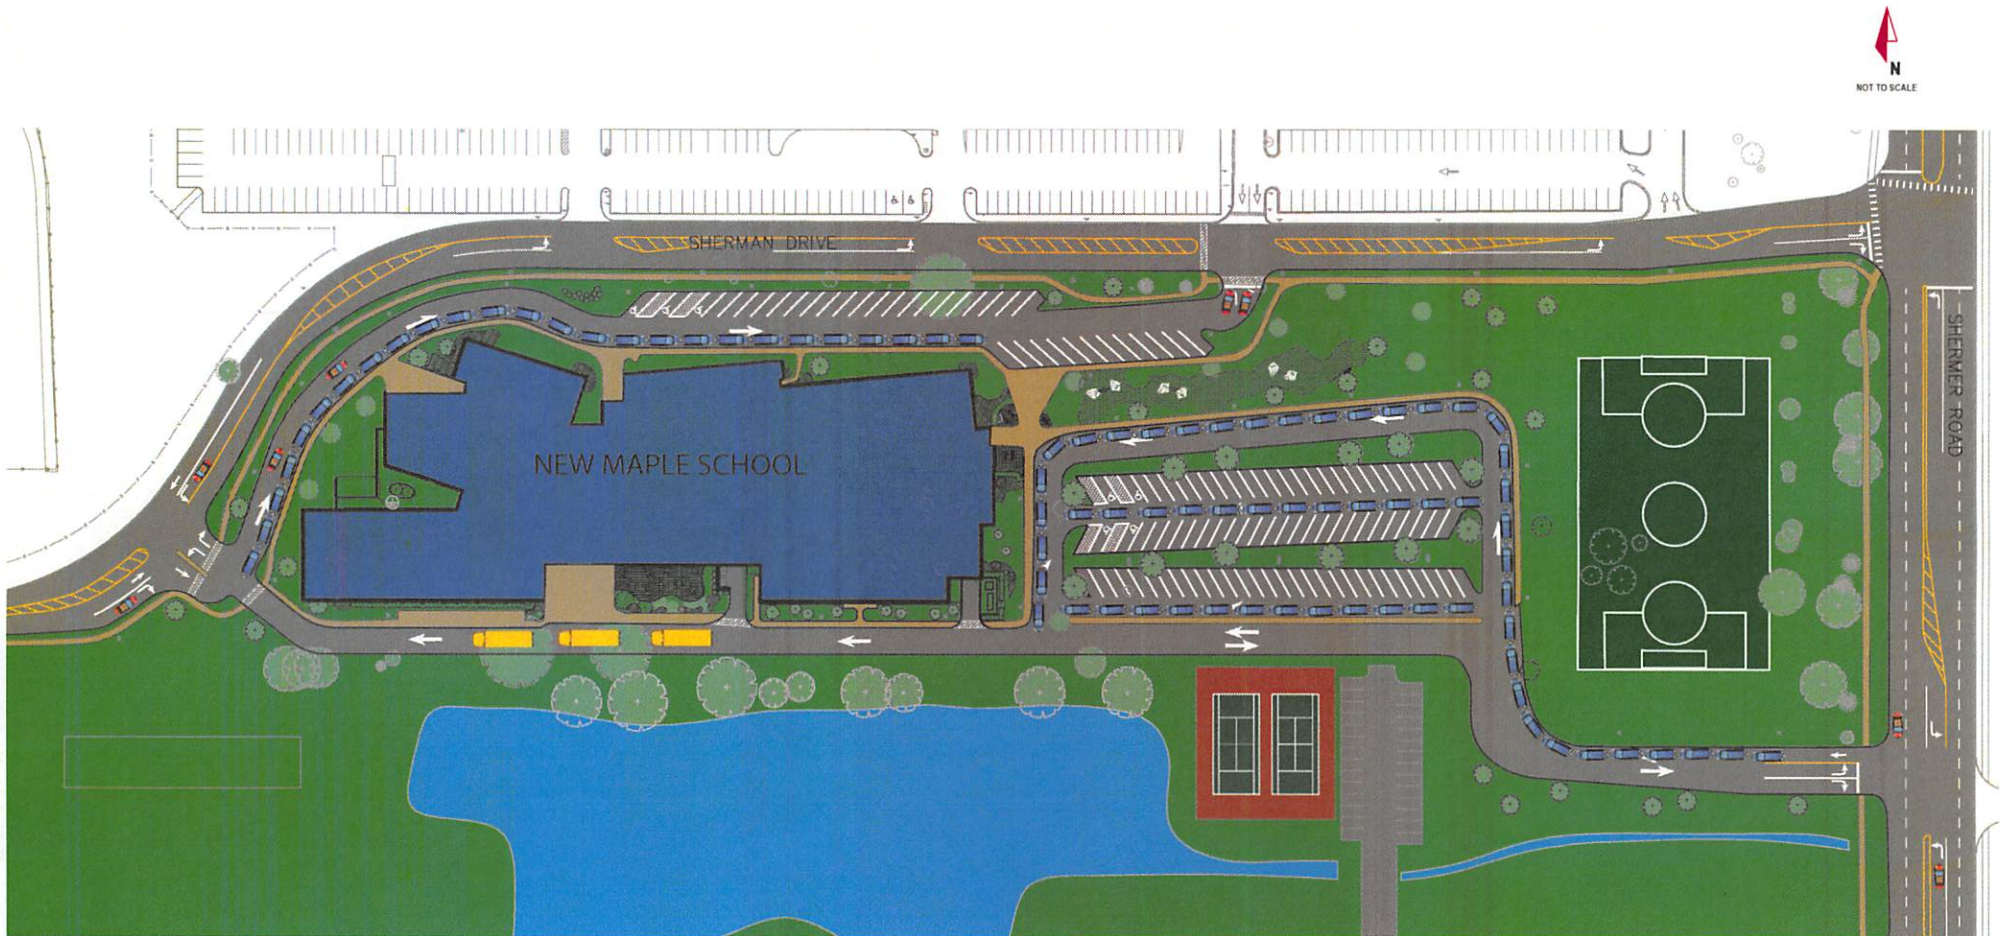 N
NOT TO SCALE
SHERMAN DRIVE
SHERMER ROAD
NEW MAPLE SCHOOL